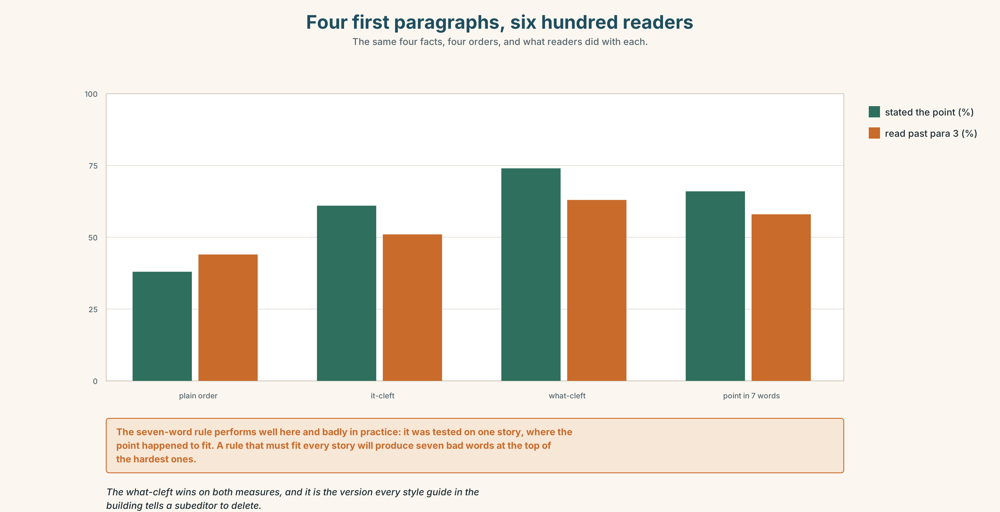 Four first paragraphs, six hundred readers
The same four facts, four orders, and what readers did with each.
100
75
50
25
0
stated the point (%)
read past para 3 (%)
plain order
it-cleft
what-cleft
point in 7 words
The seven-word rule performs well here and badly in practice: it was tested on one story, where the
point happened to fit. A rule that must fit every story will produce seven bad words at the top of
the hardest ones.
The what-cleft wins on both measures, and it is the version every style guide in the
building tells a subeditor to delete.